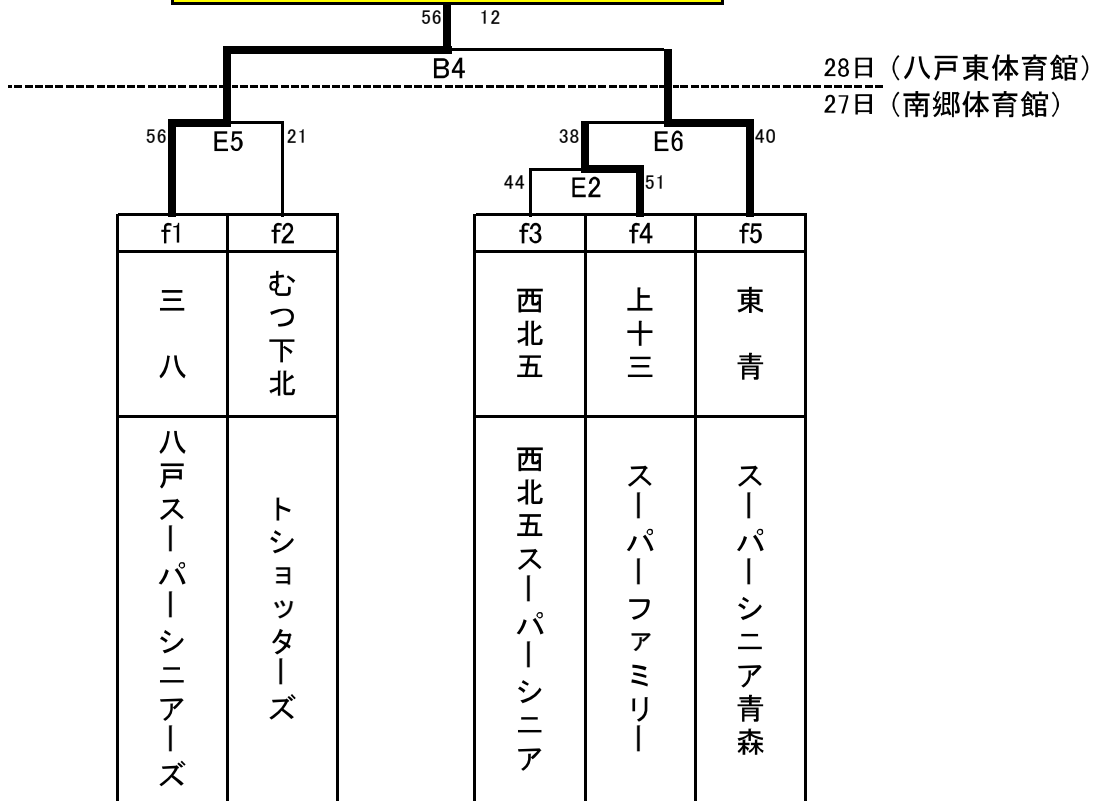 56 12
B4
28日（八戸東体育館）
27日（南郷体育館）
56 E5 21
38 E6 40
44 E2 51
f1 f2 f3 f4 f5
三八
むつ下北
西北五
上十三
東青
八戸スーパーシニアーズ
トショッターズ
西北五スーパーシニア
スーパーファミリー
スーパーシニア青森